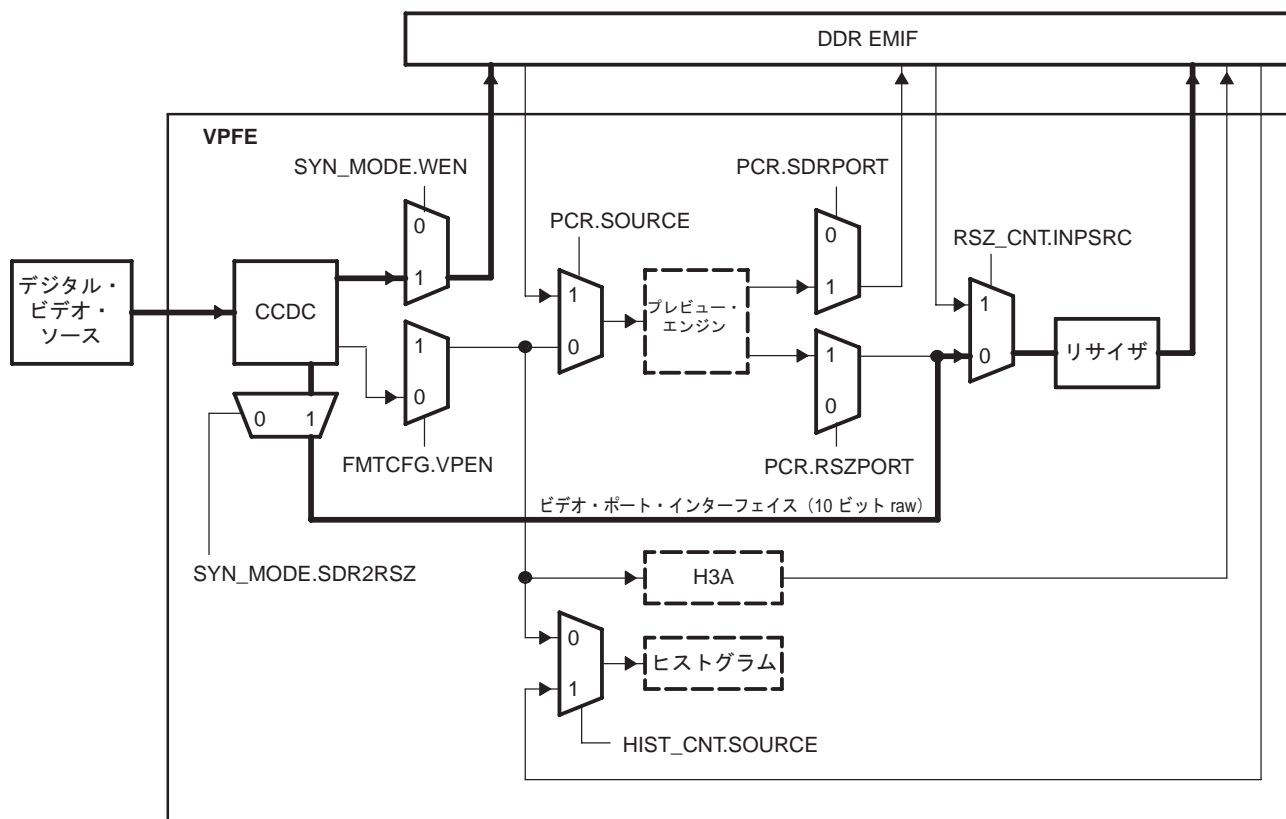 DDR EMIF
VPFE
SYN_MODE.WEN
PCR.SDRPORT
PCR.SOURCE
RSZ_CNT.INPSRC
0
1
デジタル・
ビデオ・
ソース
CCDC
1
0
1
0
プレビュー・
エンジン
0
1
1
0
1
0
リサイザ
0 1
FMTCFG.VPEN
PCR.RSZPORT
ビデオ・ポート・インターフェイス（10 ビット raw）
SYN_MODE.SDR2RSZ
H3A
0
1
ヒストグラム
HIST_CNT.SOURCE